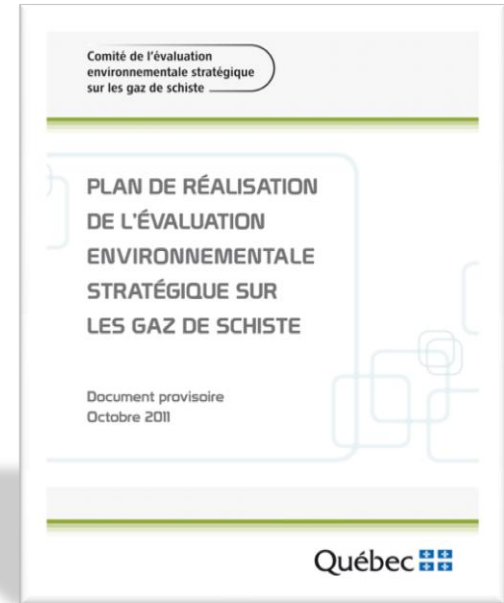 Comité de l'évaluation
environnementale stratégique
sur les gaz de schiste
PLAN DE RÉALISATION
DE L'ÉVALUATION
ENVIRONNEMENTALE
STRATÉGIQUE SUR
LES GAZ DE SCHISTE
Document provisoire
Octobre 2011
Québec